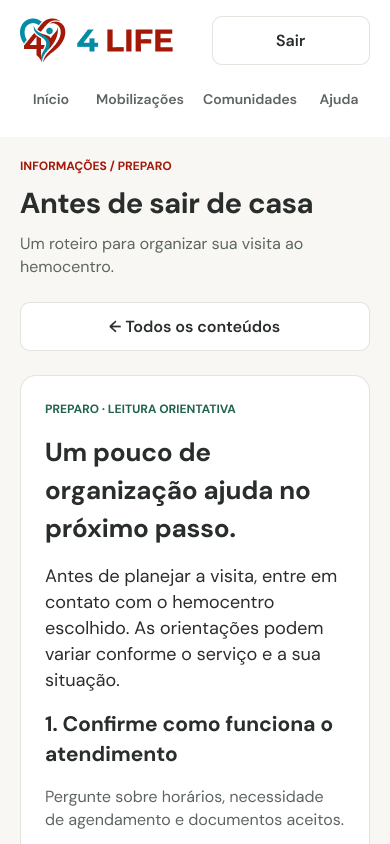 4 LIFE
Sair
Início Mobilizações Comunidades Ajuda
INFORMAÇÕES / PREPARO
Antes de sair de casa
Um roteiro para organizar sua visita ao
hemocentro.
← Todos os conteúdos
PREPARO · LEITURA ORIENTATIVA
Um pouco de
organização ajuda no
próximo passo.
Antes de planejar a visita, entre em
contato com o hemocentro
escolhido. As orientações podem
variar conforme o serviço e a sua
situação.
1. Confirme como funciona o
atendimento
Pergunte sobre horários, necessidade
de agendamento e documentos aceitos.